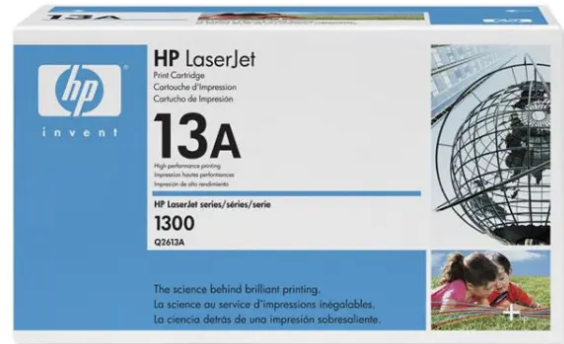 13A
hp
invent
HP LaserJet
Print Cartridge
Cartouche d'Impression
Cartucho de Impresión
13A
High performance printing
Impression hautes performances
Impresión de alto rendimiento
HP LaserJet series/séries/serie
1300
Q2613A
The science behind brilliant printing.
La science au service d'impressions inégalables.
La ciencia detrás de una impresión sobresaliente.